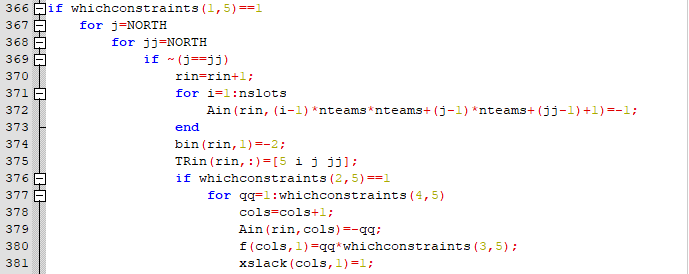 366 if whichconstraints(1,5)==1
367 for j=NORTH
368 for jj=NORTH
369 if ~(j==jj)
370 rin=rin+1;
371 for i=1:nslots
372 Ain(rin,(i-1)*nteams*nteams+(j-1)*nteams+(jj-1)+1)=-1;
373 end
374 bin(rin,1)=-2;
375 TRin(rin,:)=[5 i j jj];
376 if whichconstraints(2,5)==1
377 for qq=1:whichconstraints(4,5)
378 cols=cols+1;
379 Ain(rin,cols)=-qq;
380 f(cols,1)=qq*whichconstraints(3,5);
381 xslack(cols,1)=1;